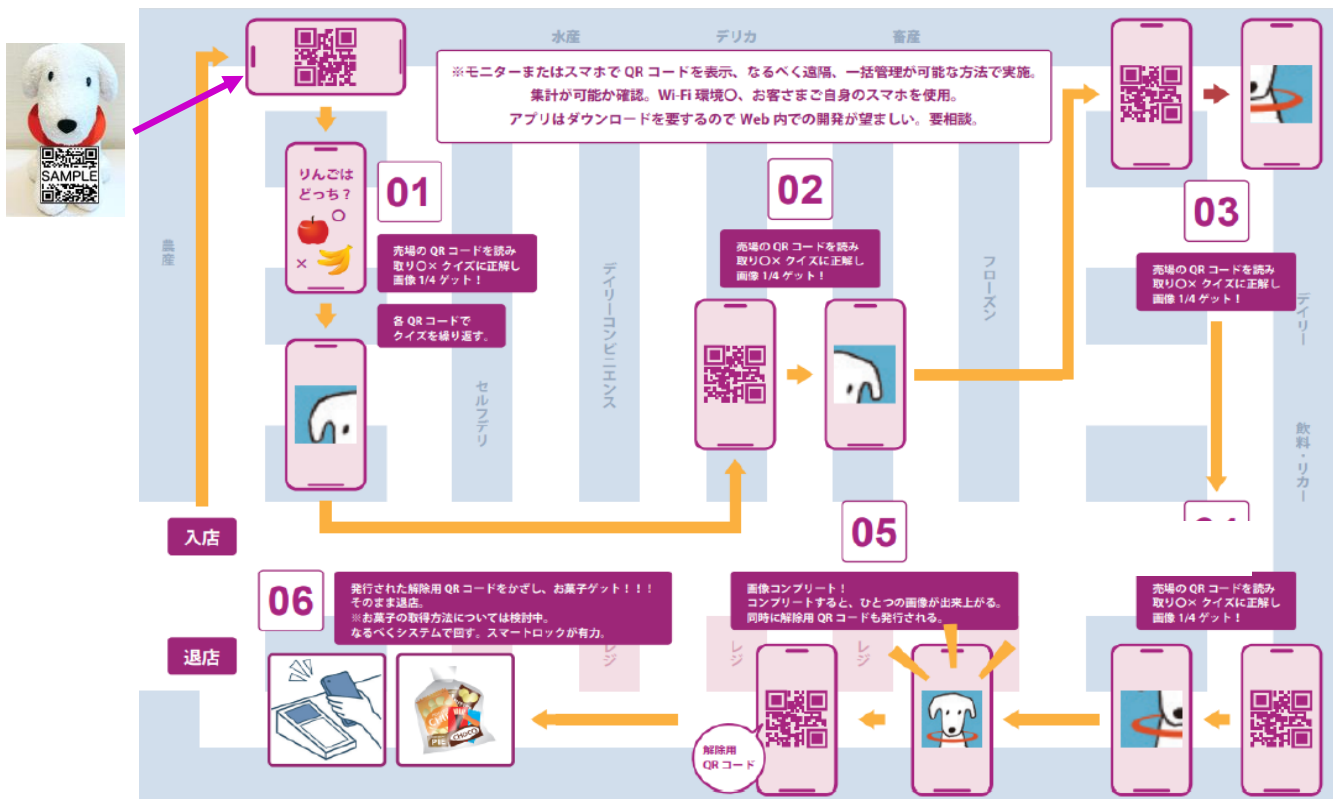 SAMPLE
水産
デリカ
畜産
※モニターまたはスマホで QR コードを表示、なるべく遠隔、一括管理が可能な方法で実施。
集計が可能か確認。Wi-Fi 環境〇、お客さまご自身のスマホを使用。
アプリはダウンロードを要するので Web 内での開発が望ましい。要相談。
農産
りんごは
どっち？
○
×
01
売場の QR コードを読み
取り〇× クイズに正解し
画像 1/4 ゲット！
各 QR コードで
クイズを繰り返す。
セルフデリ
デイリーコンビニエンス
02
売場の QR コードを読み
取り〇× クイズに正解し
画像 1/4 ゲット！
フローズン
03
売場の QR コードを読み
取り〇× クイズに正解し
画像 1/4 ゲット！
デイリー
飲料・リカー
入店
売場の QR コードを読み
取り〇× クイズに正解し
画像 1/4 ゲット！
05
画像コンプリート！
コンプリートすると、ひとつの画像が出来上がる。
同時に解除用 QR コードも発行される。
レジ
レジ
レジ
解除用
QR コード
06
発行された解除用 QR コードをかざし、お菓子ゲット！！！
そのまま退店。
※お菓子の取得方法については検討中。
なるべくシステムで回す。スマートロックが有力。
退店
PIE
CHOCO